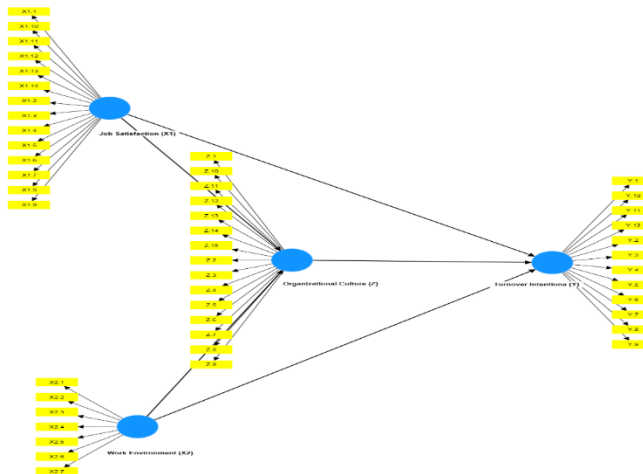 X1.1
X1.10
X1.11
X1.12
X1.13
X1.14
X1.2
X1.3
X1.4
X1.5
X1.6
X1.7
X1.8
X1.9
Job Satisfaction (X1)
Z.1
Z.10
Z.11
Z.12
Z.13
Z.14
Z.15
Z.2
Z.3
Z.4
Z.5
Z.6
Z.7
Z.8
Z.9
Organizational Culture (Z)
Y.1
Y.10
Y.11
Y.12
Y.2
Y.3
Y.4
Y.5
Y.6
Y.7
Y.8
Y.9
Turnover Intentions (Y)
X2.1
X2.2
X2.3
X2.4
X2.5
X2.6
X2.7
Work Environment (X2)